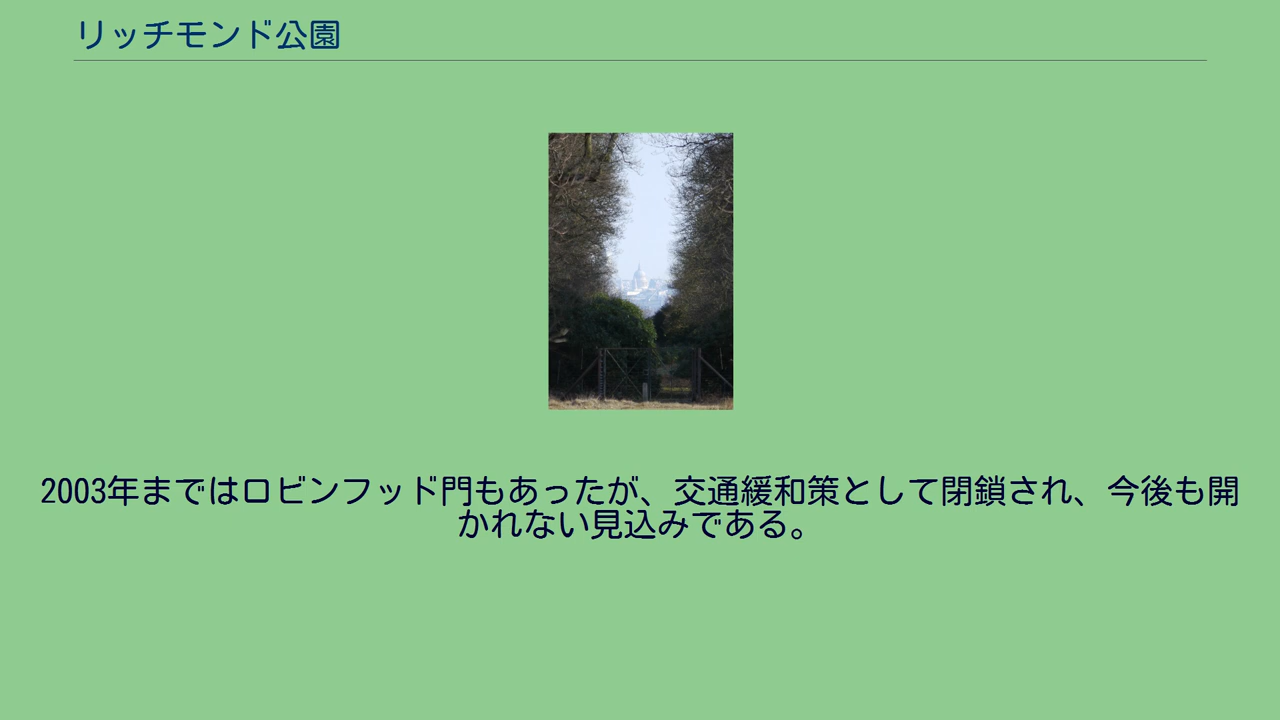 リッチモンド公園
2003年まではロビンフッド門もあったが、交通緩和策として閉鎖され、今後も開
かれない見込みである。